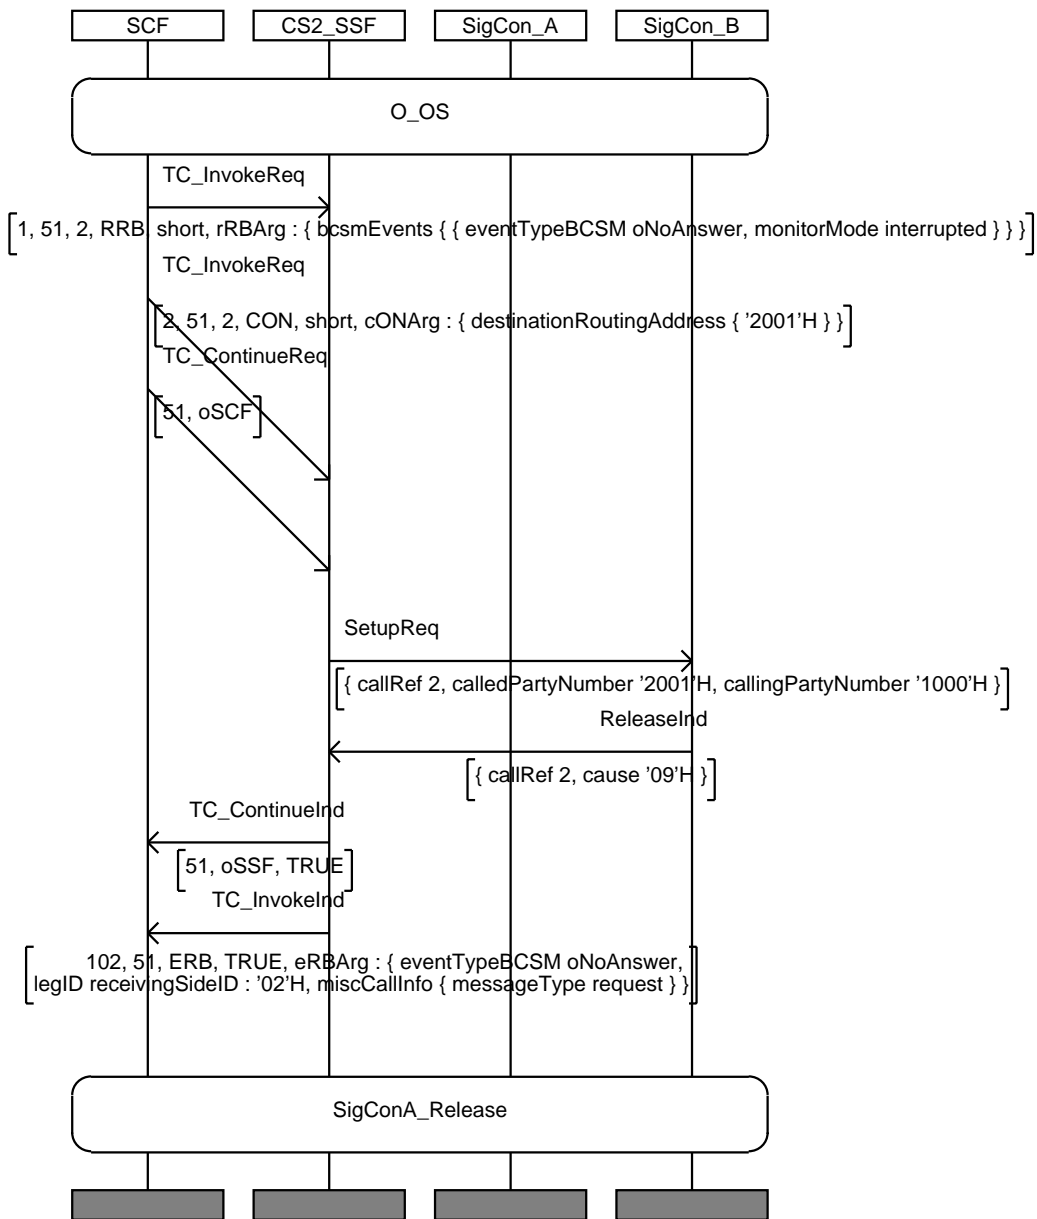 SCF CS2_SSF SigCon_A SigCon_B
O_OS
TC_InvokeReq
1, 51, 2, RRB, short, rRBArg : { bcsmEvents { { eventTypeBCSM oNoAnswer, monitorMode interrupted } } }
TC_InvokeReq
2, 51, 2, CON, short, cONArg : { destinationRoutingAddress { '2001'H } }
TC_ContinueReq
51, oSCF
SetupReq
{ callRef 2, calledPartyNumber '2001'H, callingPartyNumber '1000'H }
ReleaseInd
{ callRef 2, cause '09'H }
TC_ContinueInd
51, oSSF, TRUE
TC_InvokeInd
102, 51, ERB, TRUE, eRBArg : { eventTypeBCSM oNoAnswer,
legID receivingSideID : '02'H, miscCallInfo { messageType request } }
SigConA_Release